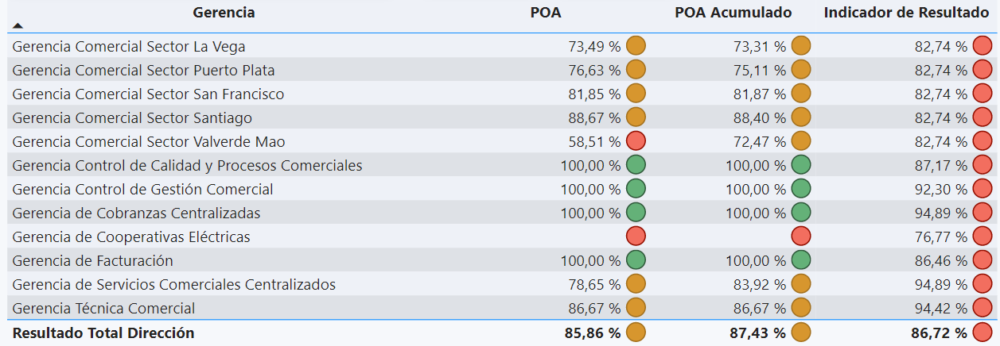 Gerencia POA POA Acumulado Indicador de Resultado
Gerencia Comercial Sector La Vega 73,49 % 73,31 % 82,74 %
Gerencia Comercial Sector Puerto Plata 76,63 % 75,11 % 82,74 %
Gerencia Comercial Sector San Francisco 81,85 % 81,87 % 82,74 %
Gerencia Comercial Sector Santiago 88,67 % 88,40 % 82,74 %
Gerencia Comercial Sector Valverde Mao 58,51 % 72,47 % 82,74 %
Gerencia Control de Calidad y Procesos Comerciales 100,00 % 100,00 % 87,17 %
Gerencia Control de Gestión Comercial 100,00 % 100,00 % 92,30 %
Gerencia de Cobranzas Centralizadas 100,00 % 100,00 % 94,89 %
Gerencia de Cooperativas Eléctricas 76,77 %
Gerencia de Facturación 100,00 % 100,00 % 86,46 %
Gerencia de Servicios Comerciales Centralizados 78,65 % 83,92 % 94,89 %
Gerencia Técnica Comercial 86,67 % 86,67 % 94,42 %
Resultado Total Dirección 85,86 % 87,43 % 86,72 %